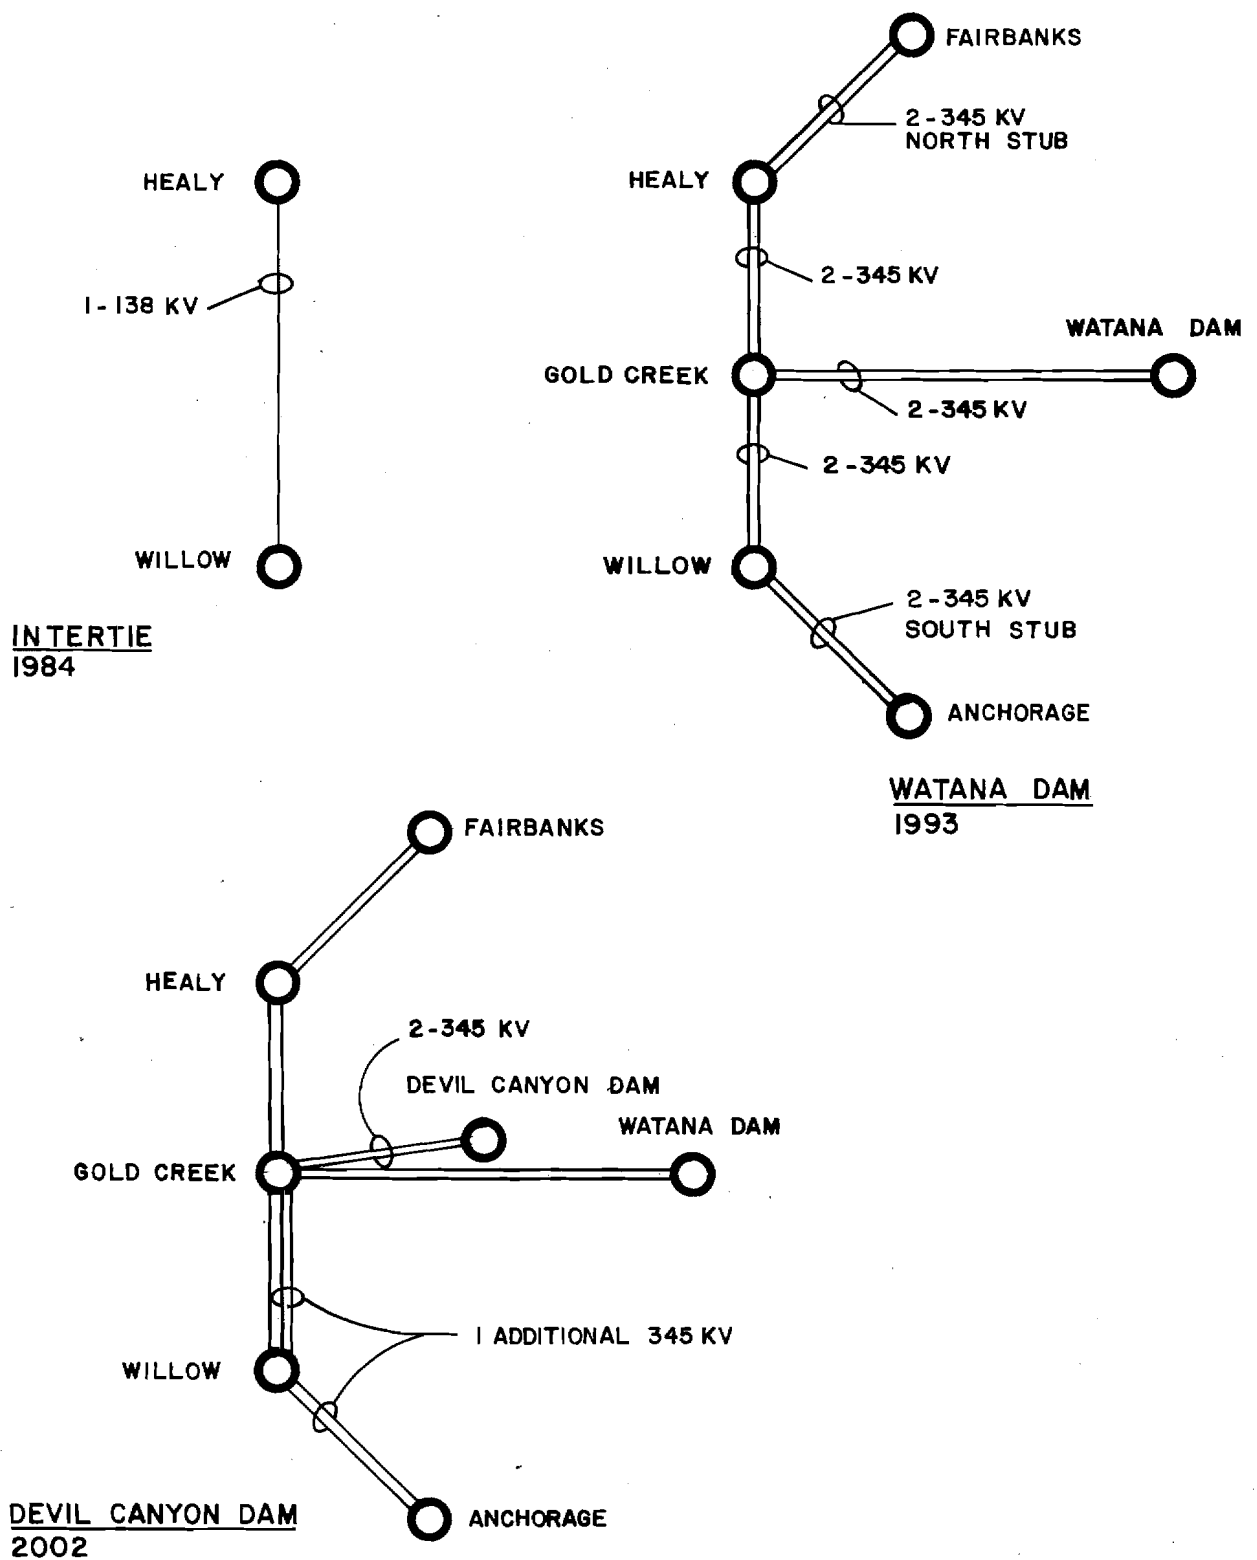 HEALY
1-138 KV
WILLOW
INTERTIE
1984
FAIRBANKS
2-345 KV
NORTH STUB
HEALY
2-345 KV
WATANA DAM
GOLD CREEK
2-345 KV
2-345 KV
WILLOW
2-345 KV
SOUTH STUB
ANCHORAGE
WATANA DAM
1993
FAIRBANKS
HEALY
2-345 KV
DEVIL CANYON DAM
WATANA DAM
GOLD CREEK
1 ADDITIONAL 345 KV
WILLOW
ANCHORAGE
DEVIL CANYON DAM
2002